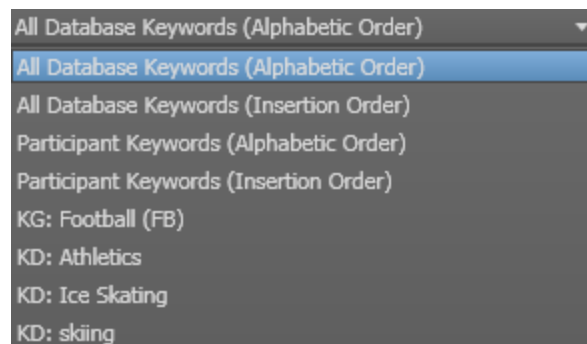 All Database Keywords (Alphabetic Order)
All Database Keywords (Alphabetic Order)
All Database Keywords (Insertion Order)
Participant Keywords (Alphabetic Order)
Participant Keywords (Insertion Order)
KG: Football (FB)
KD: Athletics
KD: Ice Skating
KD: skiing